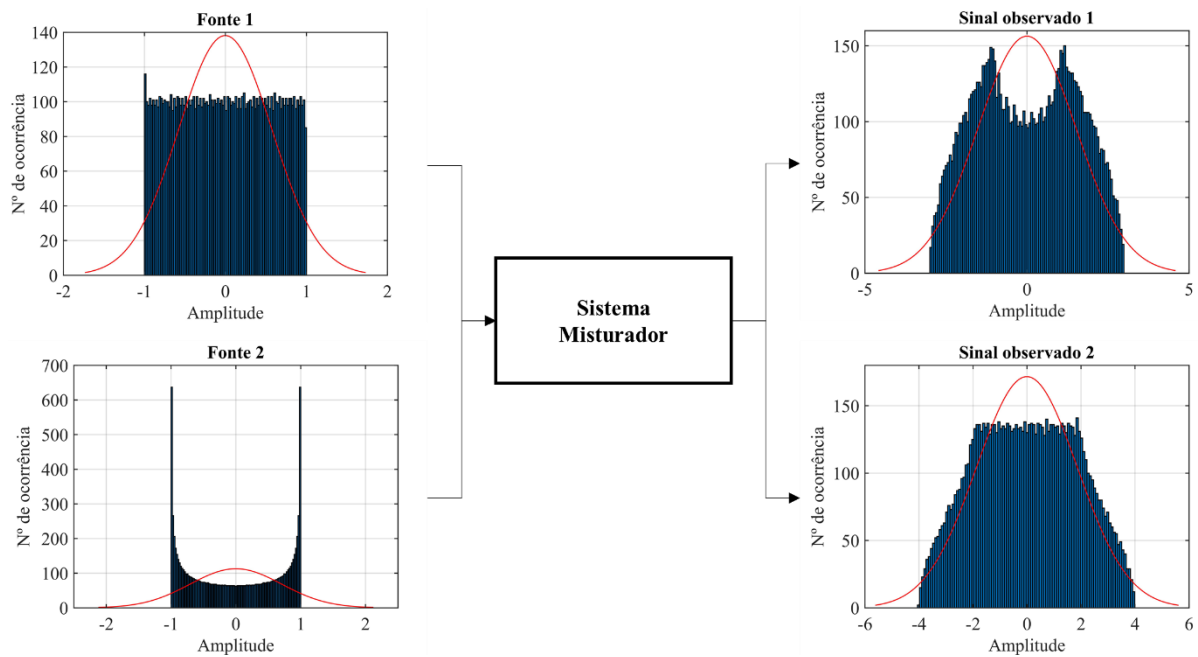 Fonte 1
140
120
100
80
60
40
20
0
Nº de ocorrência
-2 -1 0 1 2
Amplitude
Fonte 2
700
600
500
400
300
200
100
0
Nº de ocorrência
-2 -1 0 1 2
Amplitude
Sistema
Misturador
Sinal observado 1
150
100
50
0
Nº de ocorrência
-5 0 5
Amplitude
Sinal observado 2
150
100
50
0
Nº de ocorrência
-6 -4 -2 0 2 4 6
Amplitude